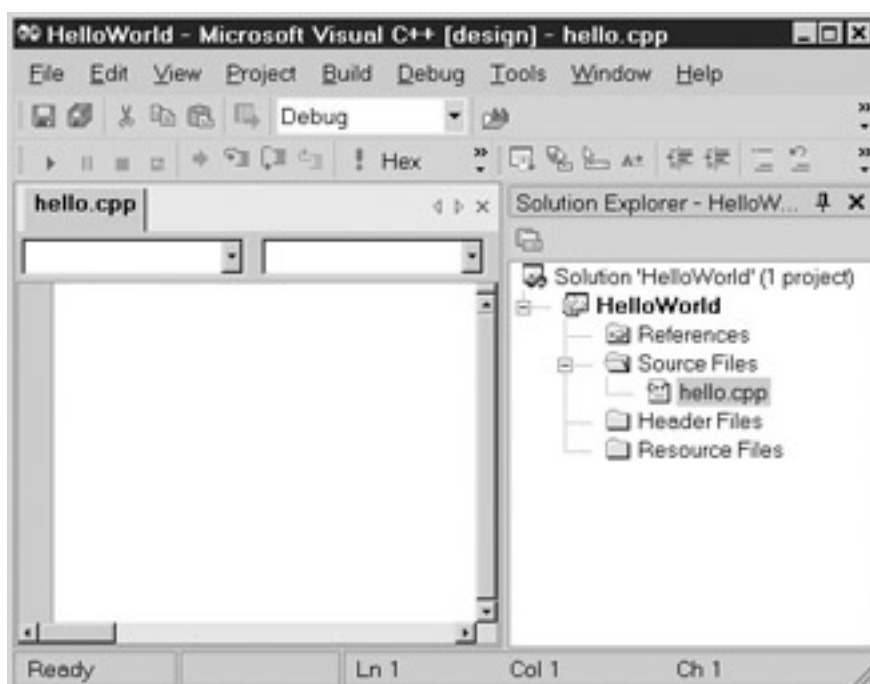 HelloWorld - Microsoft Visual C++ [design] - hello.cpp
File Edit View Project Build Debug Tools Window Help
Debug
Hex
hello.cpp
Solution Explorer - HelloW...
Solution 'HelloWorld' (1 project)
HelloWorld
References
Source Files
hello.cpp
Header Files
Resource Files
Ready Ln 1 Col 1 Ch 1